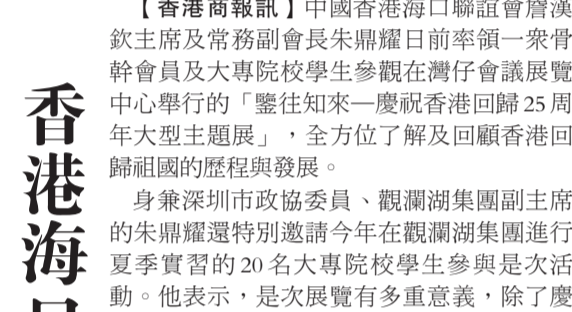 香港海
【香港商報訊】中國香港海口聯誼會詹漢
欽主席及常務副會長朱鼎耀日前率領一衆骨
幹會員及大專院校學生參觀在灣仔會議展覽
中心舉行的「鑒往知來—慶祝香港回歸25周
年大型主題展」，全方位了解及回顧香港回
歸祖國的歷程與發展。
身兼深圳市政協委員、觀瀾湖集團副主席
的朱鼎耀還特別邀請今年在觀瀾湖集團進行
夏季實習的20名大專院校學生參與是次活
動。他表示，是次展覽有多重意義，除了慶